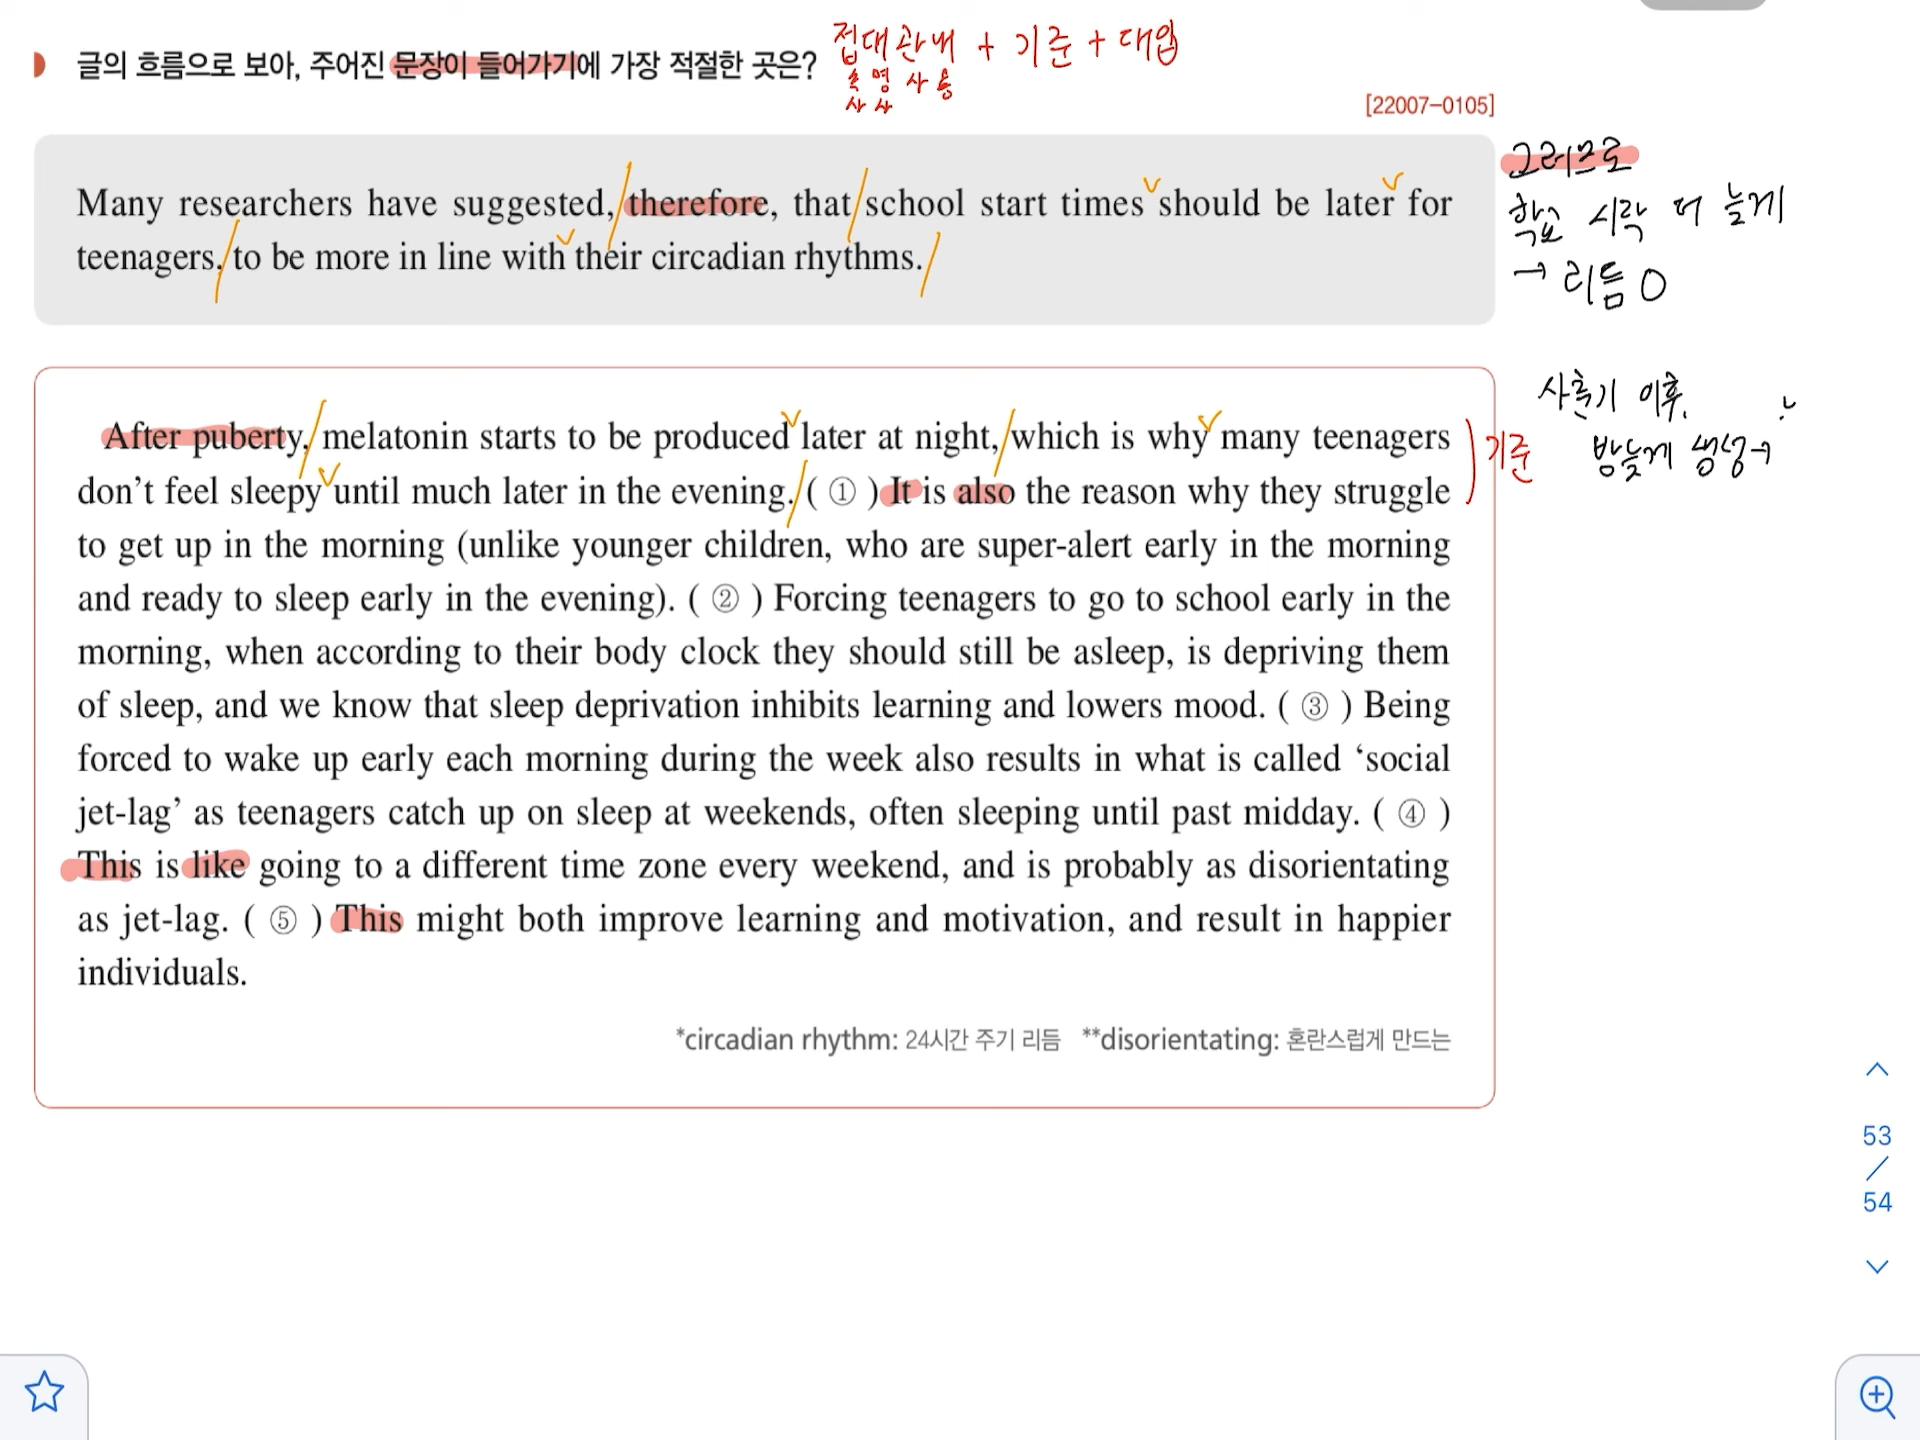 글의 흐름으로 보아, 주어진 문장이 들어가기에 가장 적절한 곳은?
접대관내 + 기준 + 대입
[22007-0105]
Many researchers have suggested, therefore, that school start times should be later for
teenagers, to be more in line with their circadian rhythms.
그러므로
학교 시작 더 늦게
→ 리듬 O
After puberty, melatonin starts to be produced later at night, which is why many teenagers
don't feel sleepy until much later in the evening. ( ① ) It is also the reason why they struggle
to get up in the morning (unlike younger children, who are super-alert early in the morning
and ready to sleep early in the evening). ( ② ) Forcing teenagers to go to school early in the
morning, when according to their body clock they should still be asleep, is depriving them
of sleep, and we know that sleep deprivation inhibits learning and lowers mood. ( ③ ) Being
forced to wake up early each morning during the week also results in what is called ‘social
jet-lag’ as teenagers catch up on sleep at weekends, often sleeping until past midday. ( ④ )
This is like going to a different time zone every weekend, and is probably as disorientating
as jet-lag. ( ⑤ ) This might both improve learning and motivation, and result in happier
individuals.
기준
사춘기 이후,
밤늦게 생성→
*circadian rhythm: 24시간 주기 리듬 **disorientating: 혼란스럽게 만드는
53
/
54